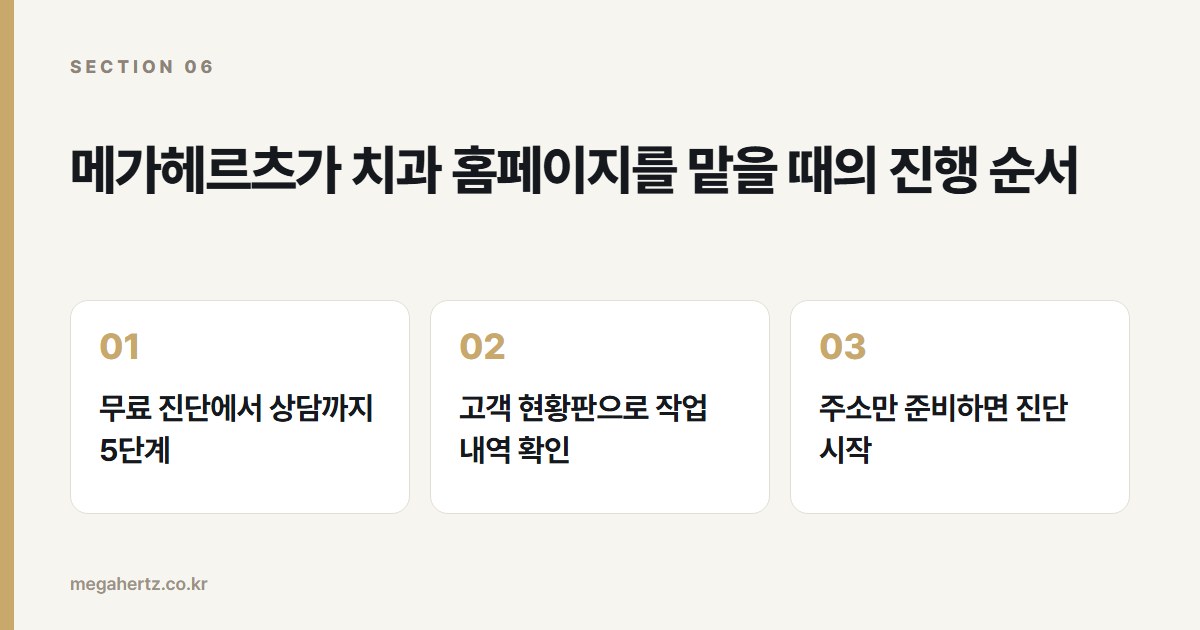 SECTION 06
메가헤르츠가 치과 홈페이지를 맡을 때의 진행 순서
01
무료 진단에서 상담까지
5단계
02
고객 현황판으로 작업
내역 확인
03
주소만 준비하면 진단
시작
megahertz.co.kr